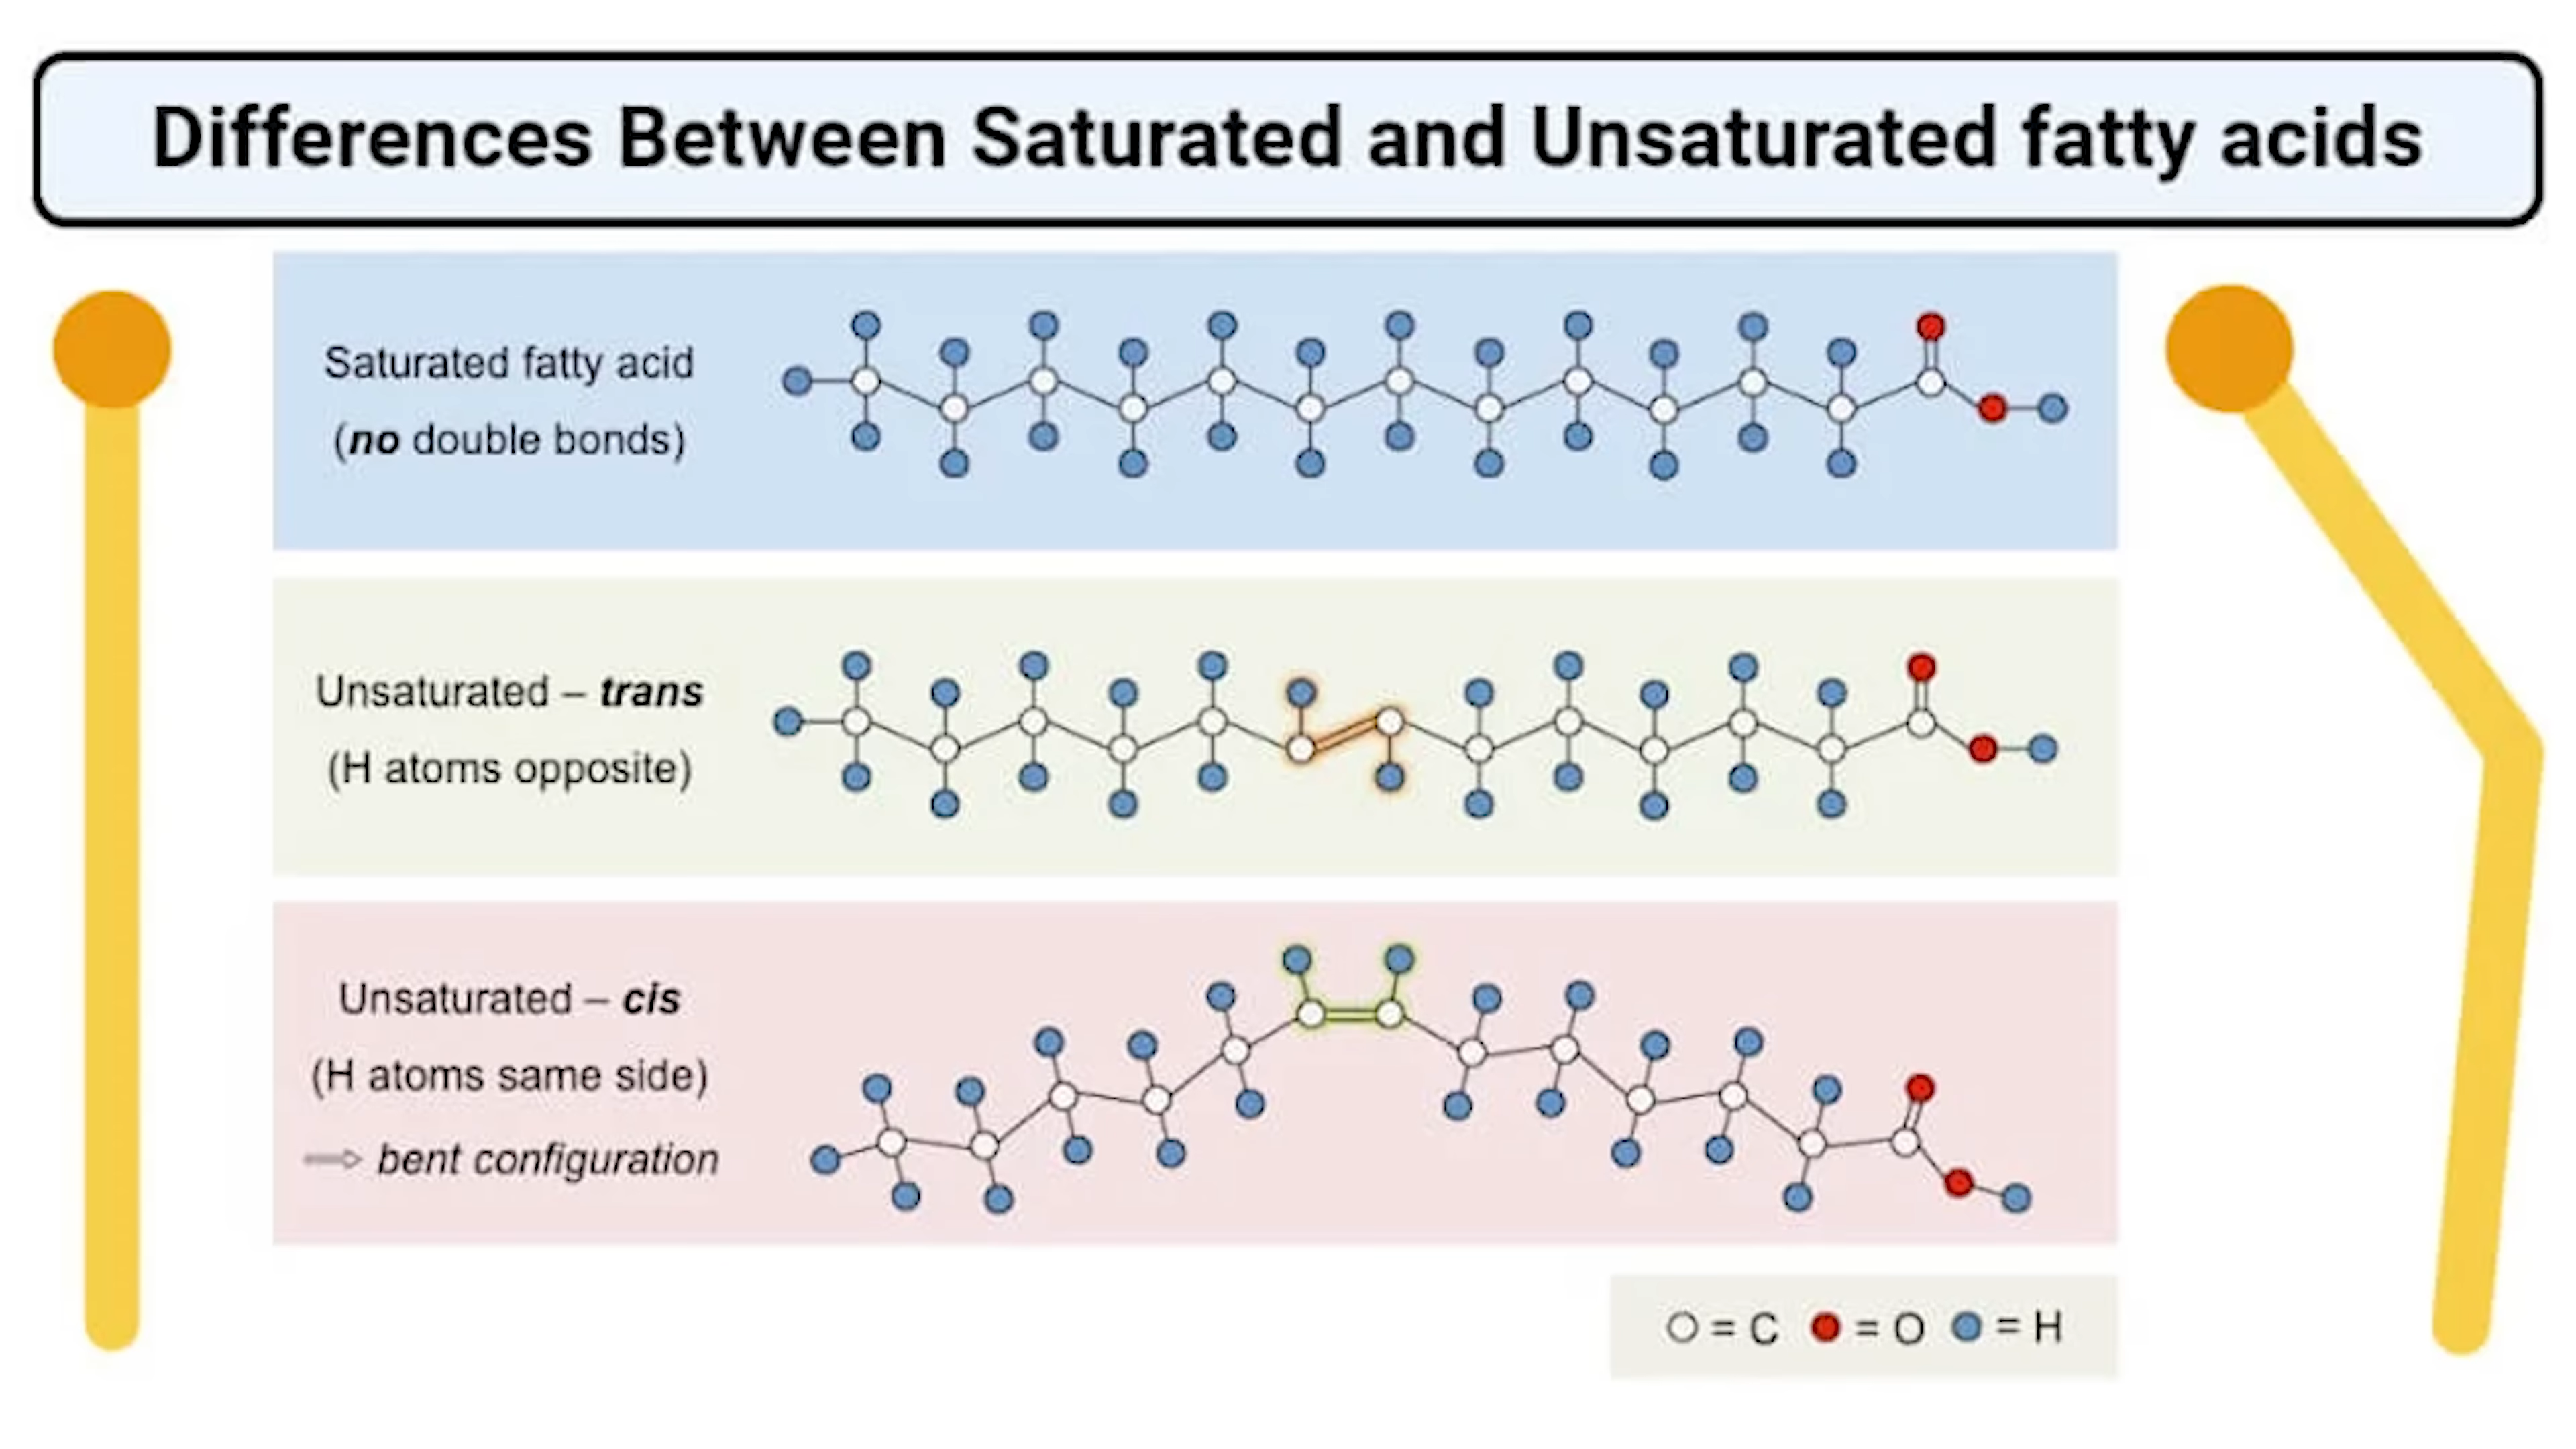 Differences Between Saturated and Unsaturated fatty acids
Saturated fatty acid
(no double bonds)
Unsaturated – trans
(H atoms opposite)
Unsaturated – cis
(H atoms same side)
⇒ bent configuration
= C = O = H